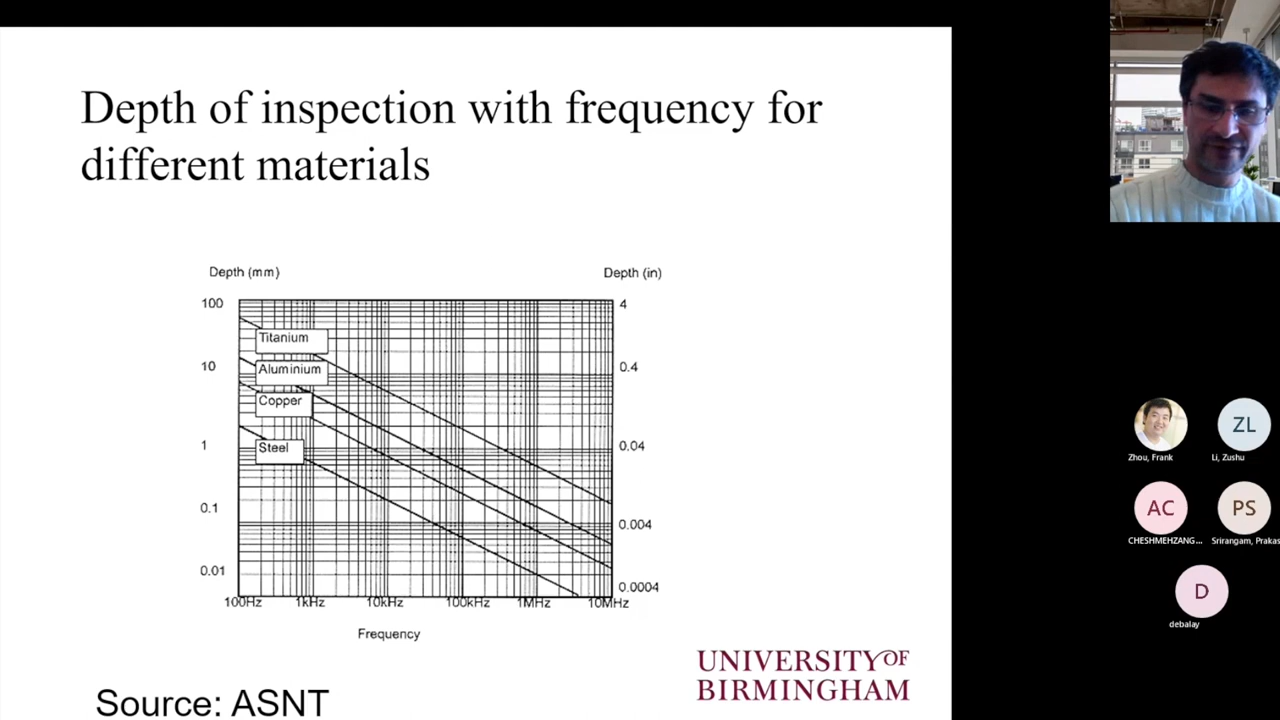 Depth of inspection with frequency for
different materials
Depth (mm)
Depth (in)
100
4
Titanium
10
0.4
Aluminium
Copper
1
0.04
Steel
0.1
0.004
0.01
0.0004
100Hz
1kHz
10kHz
100kHz
1MHz
10MHz
Frequency
UNIVERSITY OF
BIRMINGHAM
Source: ASNT
ZL
Zhou, Frank
Li, Zushu
AC
PS
CHESHMEHZANG...
Srirangam, Prakas
D
debalay